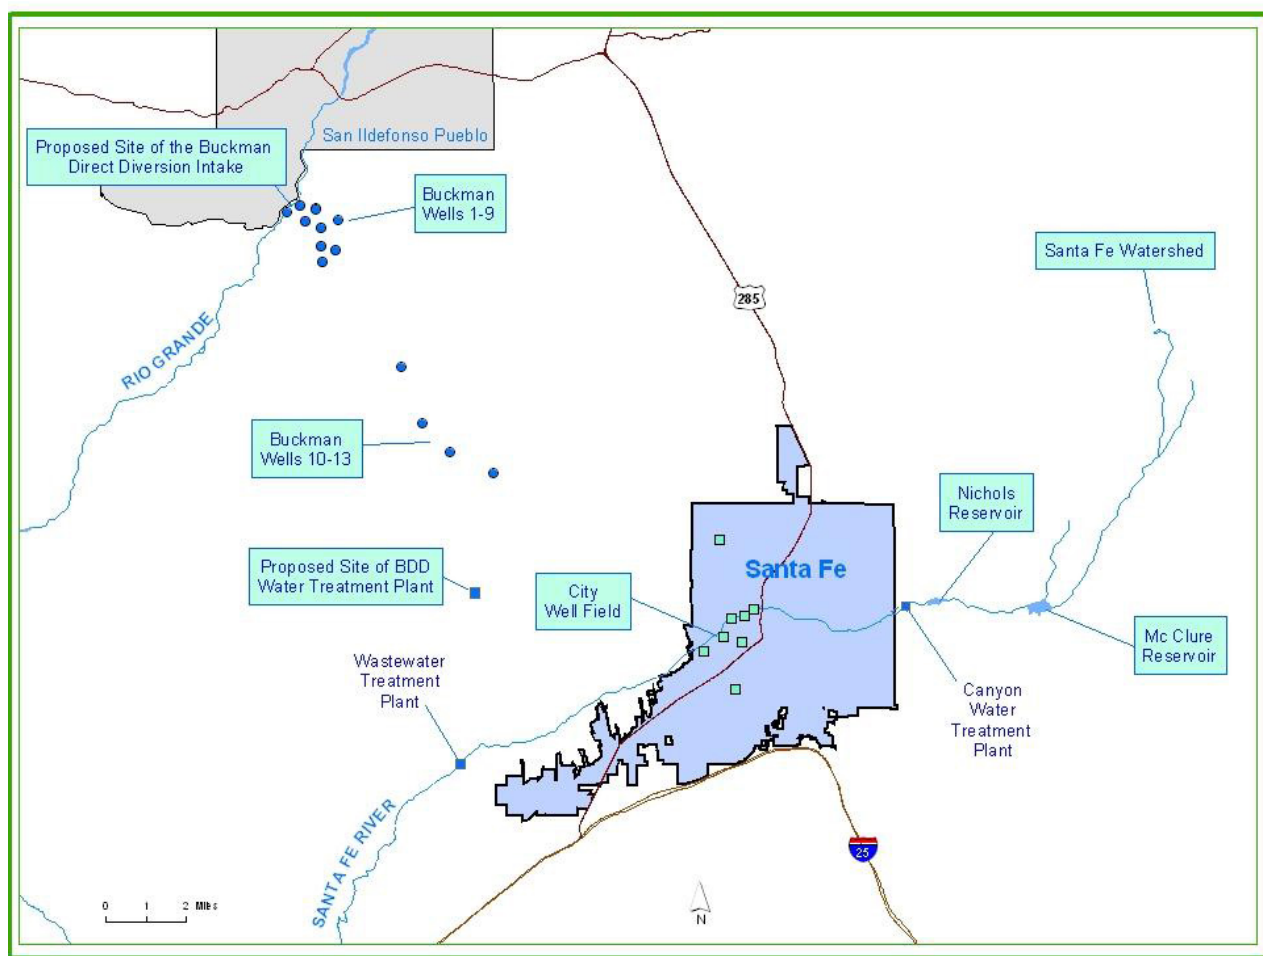 San Ildefonso Pueblo
Proposed Site of the Buckman
Direct Diversion Intake
Buckman
Wells 1-9
Santa Fe Watershed
285
RIO GRANDE
Buckman
Wells 10-13
Nichols
Reservoir
Proposed Site of BDD
Water Treatment Plant
City
Well Field
Santa Fe
Mc Clure
Reservoir
Wastewater
Treatment
Plant
Canyon
Water
Treatment
Plant
SANTA FE RIVER
25
0 1 2 Miles
N